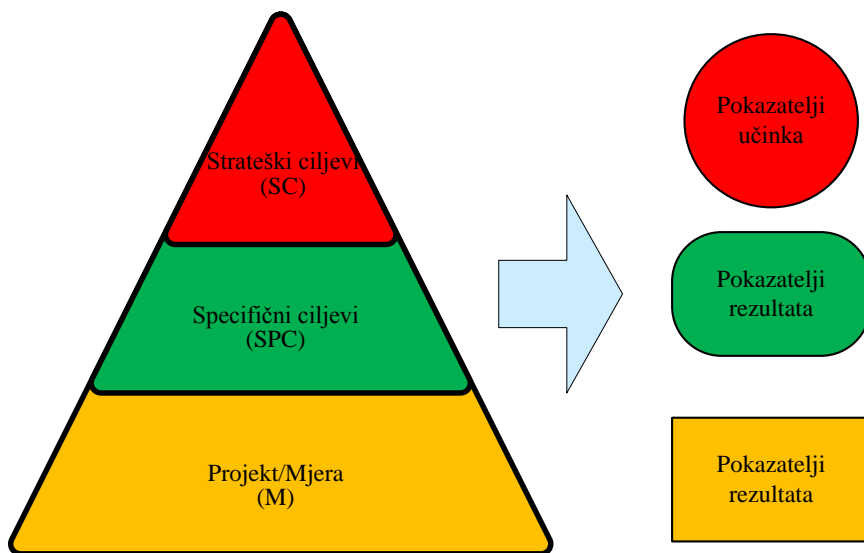 Strateški ciljevi
(SC)
Specifični ciljevi
(SPC)
Projekt/Mjera
(M)
Pokazatelji
učinka
Pokazatelji
rezultata
Pokazatelji
rezultata